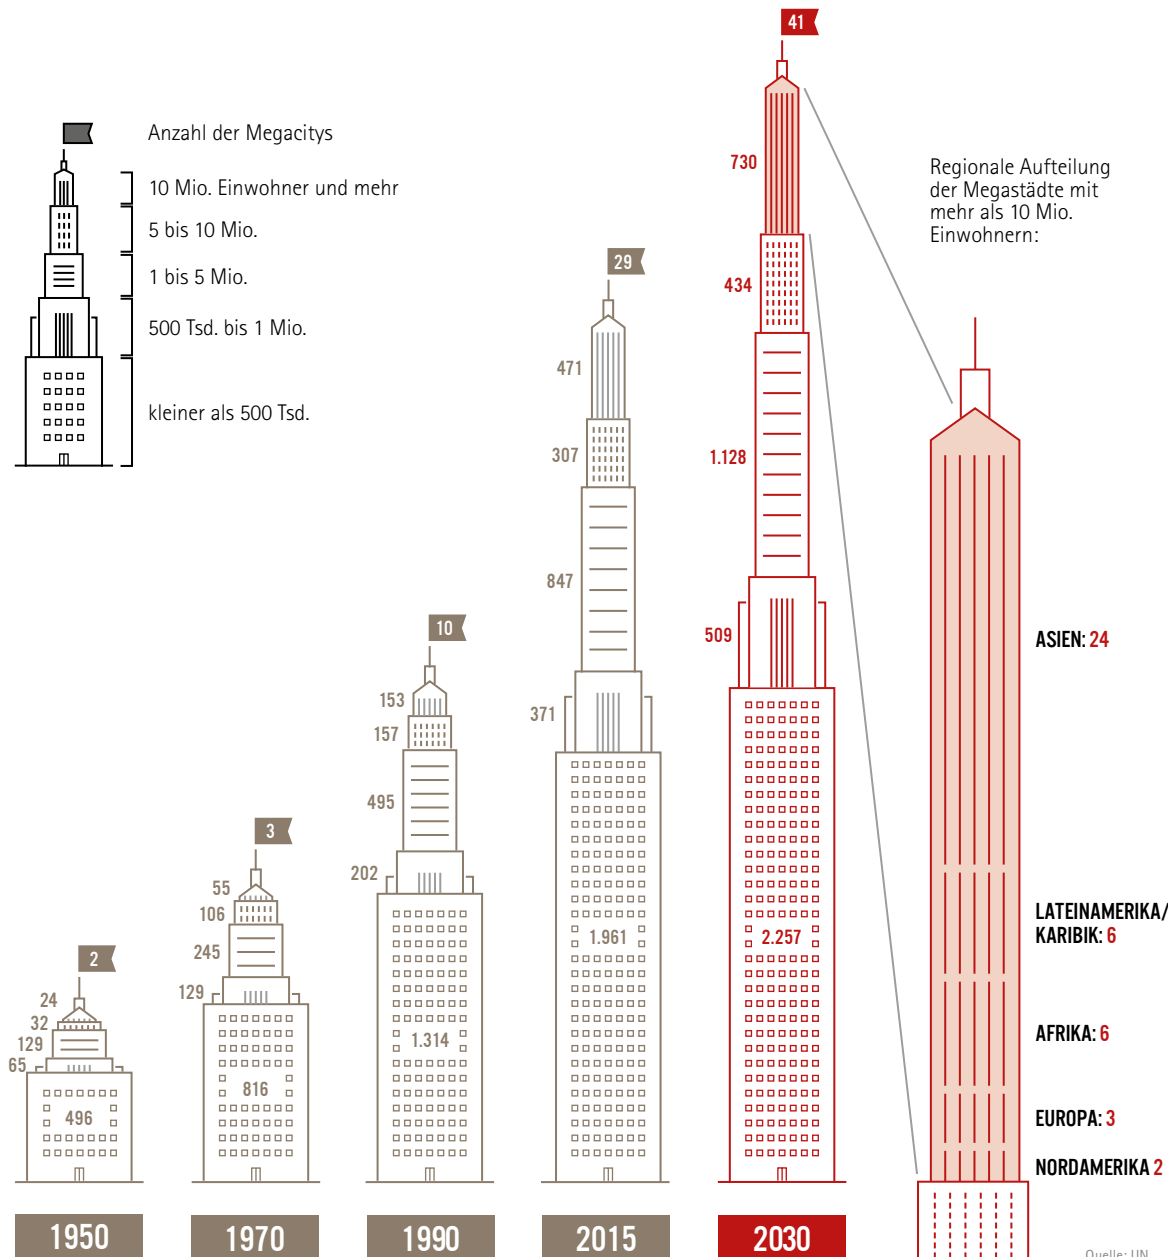 Anzahl der Megacitys
10 Mio. Einwohner und mehr
5 bis 10 Mio.
1 bis 5 Mio.
500 Tsd. bis 1 Mio.
kleiner als 500 Tsd.
2
24
32
129
65
496
1950
3
55
106
245
129
816
1970
10
153
157
495
202
1.314
1990
29
471
307
847
371
1.961
2015
41
730
434
1.128
509
2.257
2030
Regionale Aufteilung
der Megastädte mit
mehr als 10 Mio.
Einwohnern:
ASIEN: 24
LATEINAMERIKA/
KARIBIK: 6
AFRIKA: 6
EUROPA: 3
NORDAMERIKA 2
Quelle: UN